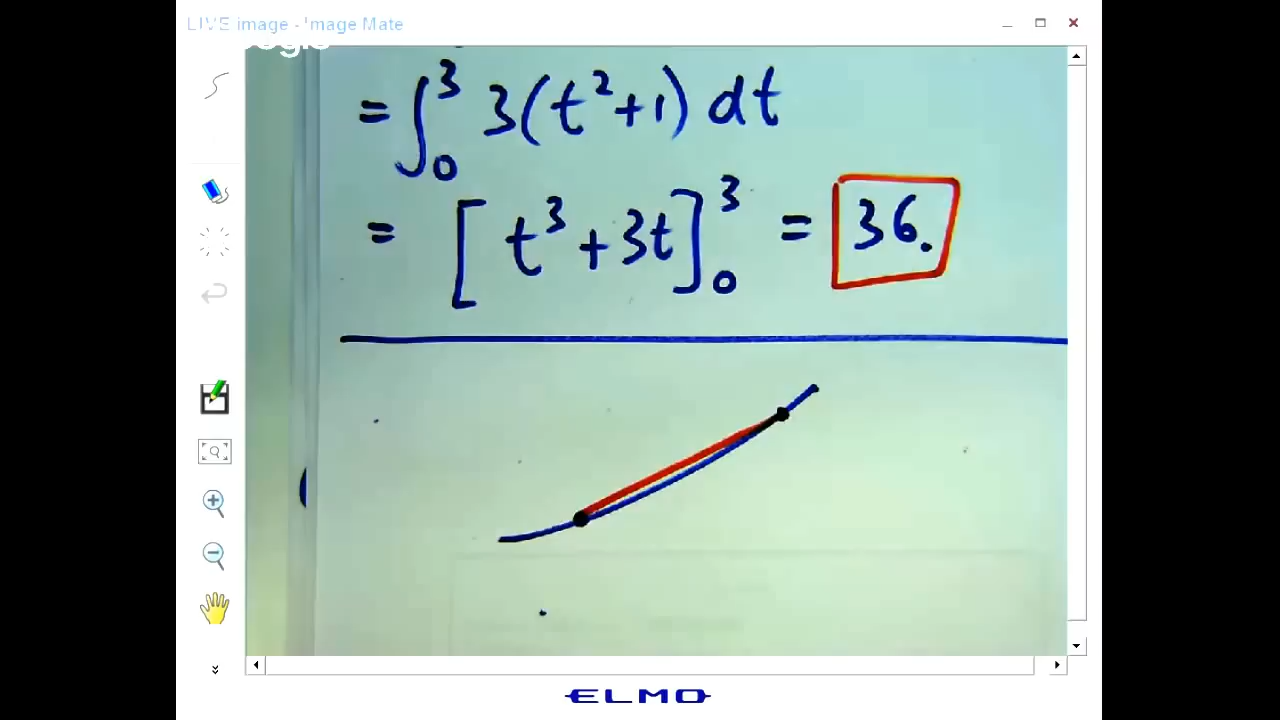 LIVE image - Image Mate
= ∫₀³ 3(t²+1) dt
= [t³+3t]₀³ = 36.
ELMO